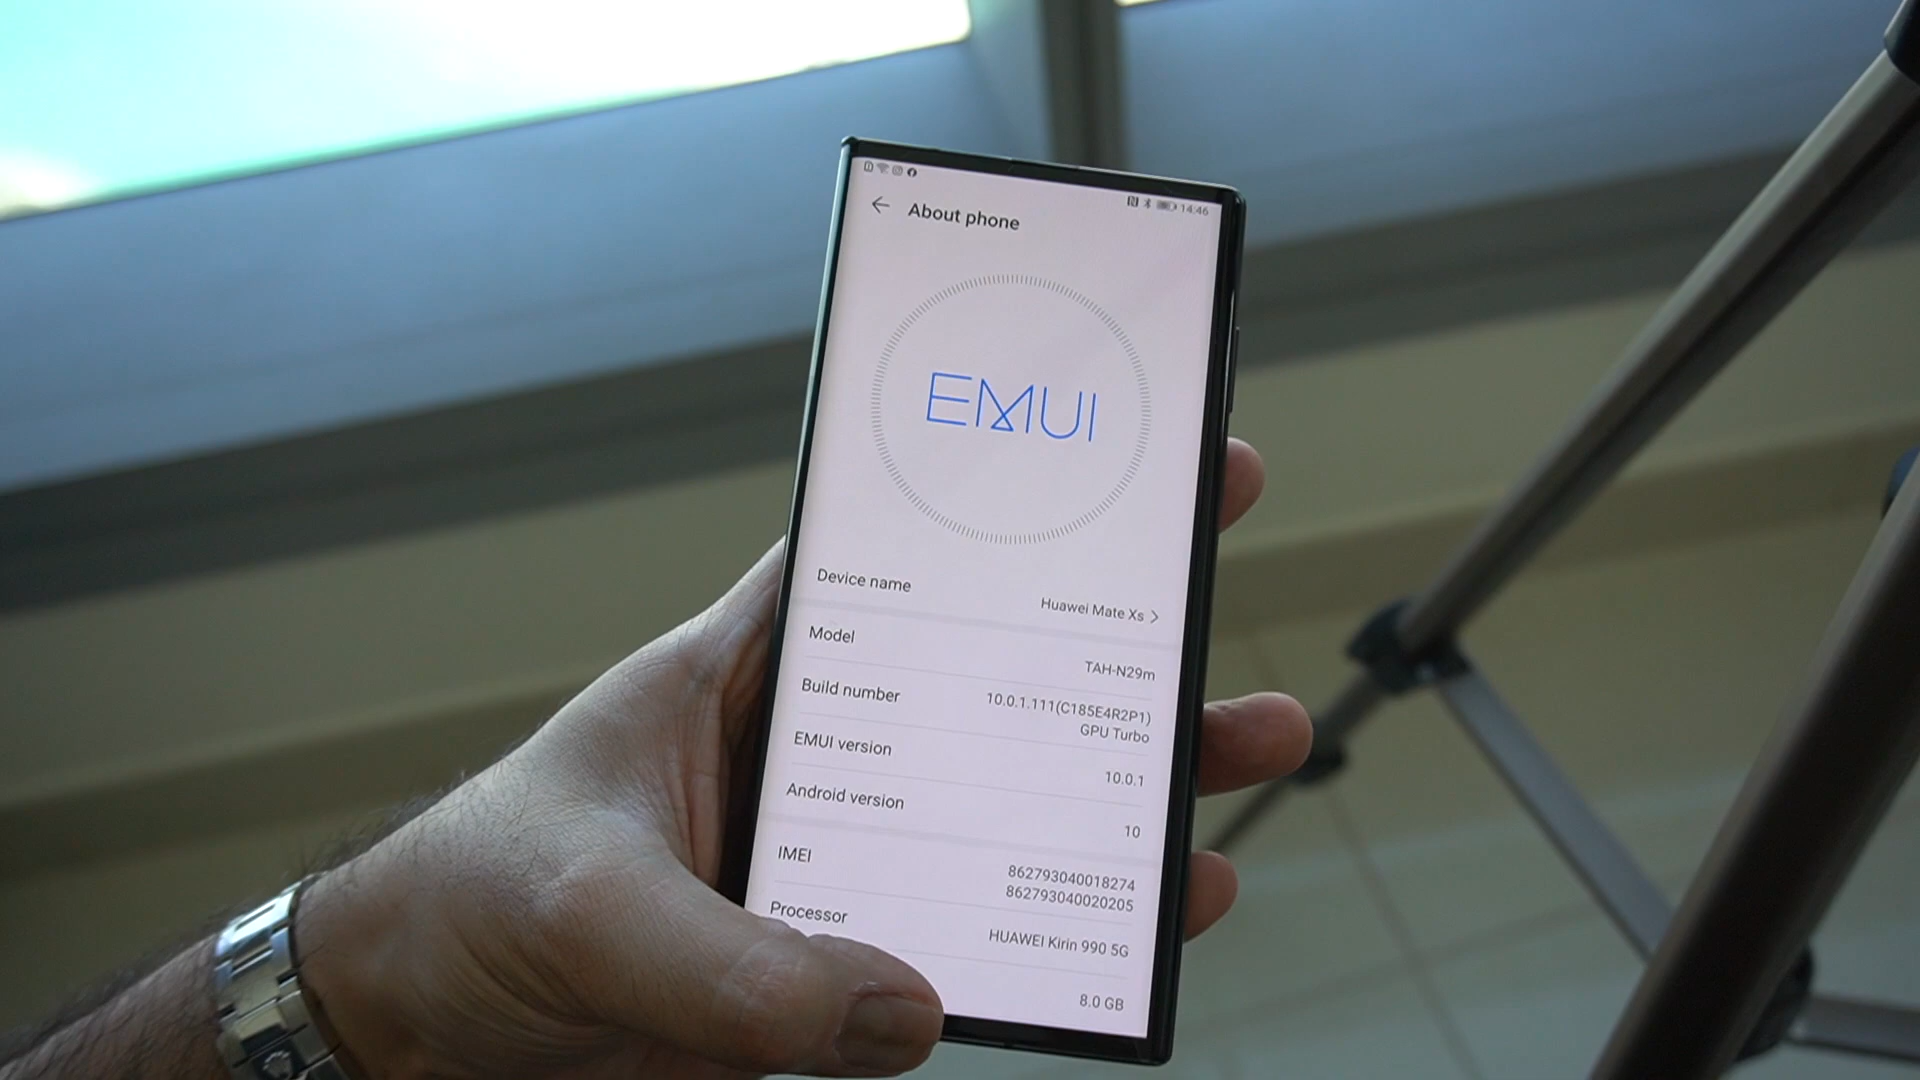 14:46
About phone
EMUI
Device name
Huawei Mate Xs
Model
TAH-N29m
Build number
10.0.1.111(C185E4R2P1)
GPU Turbo
EMUI version
10.0.1
Android version
10
IMEI
862793040018274
862793040020205
Processor
HUAWEI Kirin 990 5G
8.0 GB